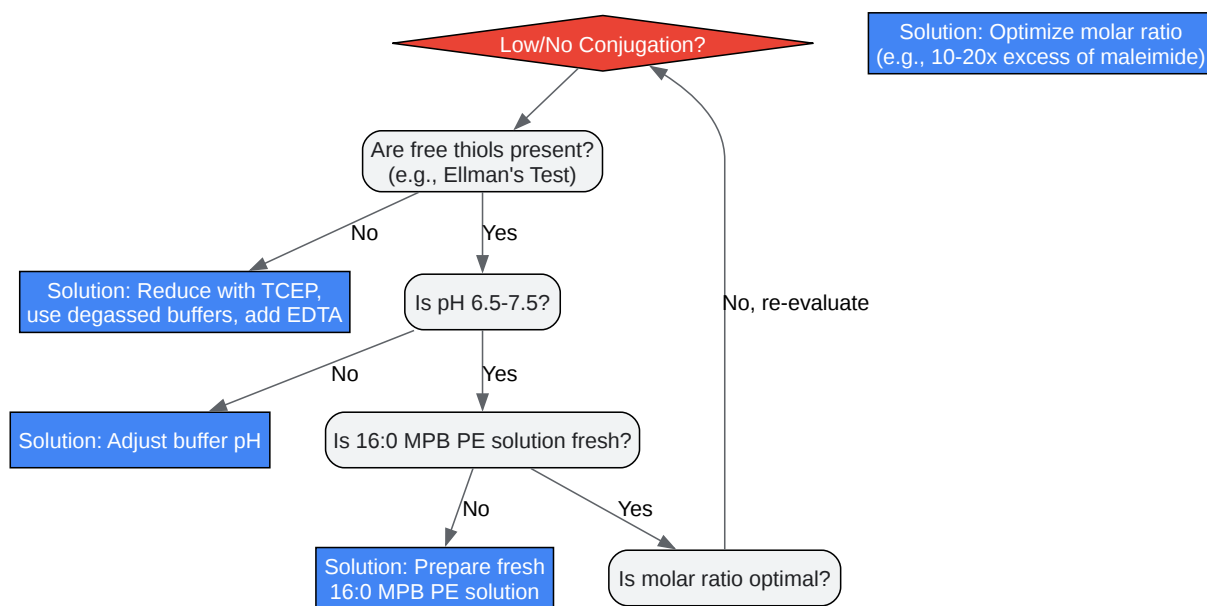 Low/No Conjugation?
Solution: Optimize molar ratio
(e.g., 10-20x excess of maleimide)
Are free thiols present?
(e.g., Ellman's Test)
No
Yes
Solution: Reduce with TCEP,
use degassed buffers, add EDTA
Is pH 6.5-7.5?
No, re-evaluate
No
Yes
Solution: Adjust buffer pH
Is 16:0 MPB PE solution fresh?
No
Yes
Solution: Prepare fresh
16:0 MPB PE solution
Is molar ratio optimal?